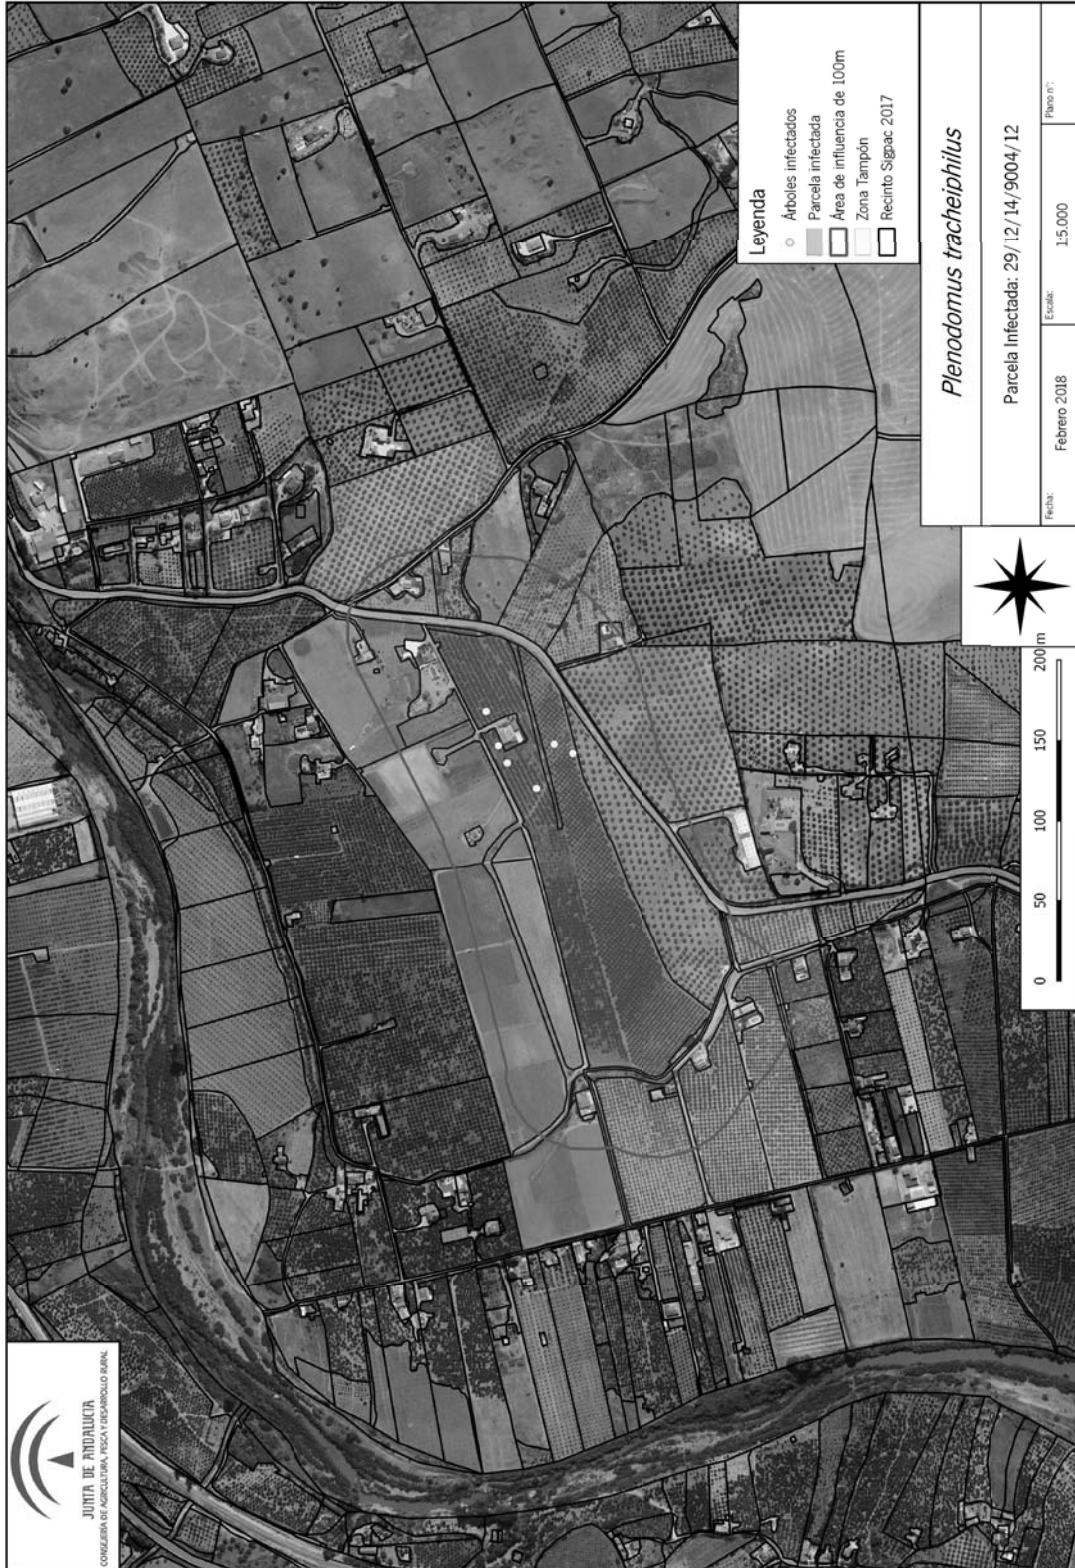 JUNTA DE ANDALUCIA
CONSEJERÍA DE AGRICULTURA, PESCA Y DESARROLLO RURAL
Leyenda
Árboles infectados
Parcela infectada
Área de influencia de 100m
Zona Tampón
Recinto Sigpac 2017
0 50 100 150 200 m
Plenodomus tracheiphilus
Parcela Infectada: 29/12/14/9004/12
Fecha: Febrero 2018 Escala: 1:5.000 Plano nº: